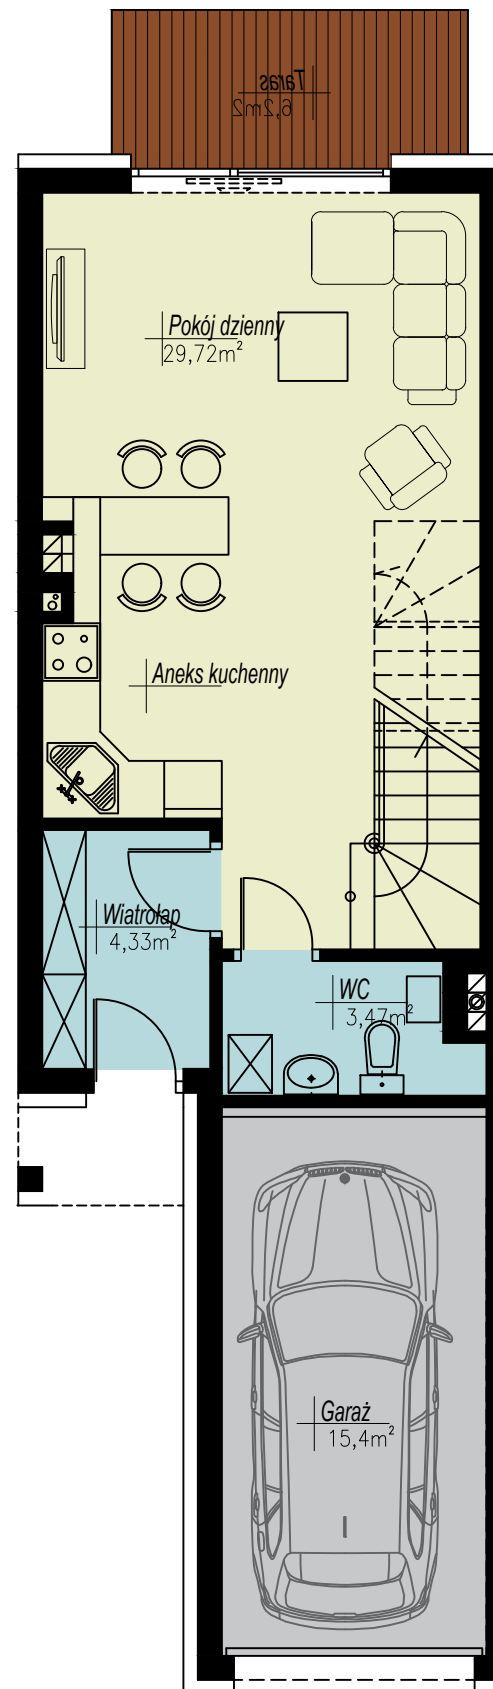 Taras
6,2m2
Pokój dzienny
29,72m²
Aneks kuchenny
Wiatrołap
4,33m²
WC
3,47m²
Garaż
15,4m²